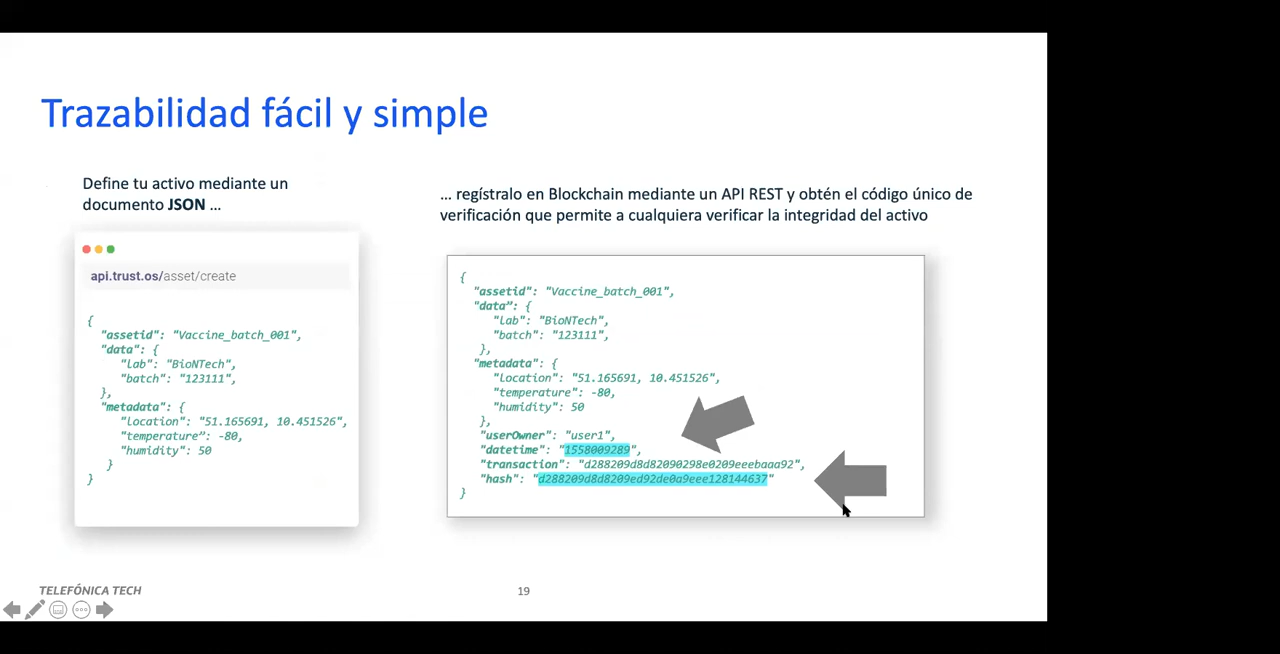 Trazabilidad fácil y simple
Define tu activo mediante un
documento JSON ...
api.trust.os/asset/create
{
"assetid": "Vaccine_batch_001",
"data": {
"lab": "BioNTech",
"batch": "123111",
},
"metadata": {
"location": "51.165691, 10.451526",
"temperature": -80,
"humidity": 50
}
}
... regístralo en Blockchain mediante un API REST y obtén el código único de
verificación que permite a cualquiera verificar la integridad del activo
{
"assetid": "Vaccine_batch_001",
"data": {
"lab": "BioNTech",
"batch": "123111",
},
"metadata": {
"location": "51.165691, 10.451526",
"temperature": -80,
"humidity": 50
},
"userOwner": "user1",
"datetime": "1558009289",
"transaction": "d288209d8d82090298e0209eeebaaa92",
"hash": "d288209d8d8209ed92de0a9eee128144637"
}
TELEFÓNICA TECH
19